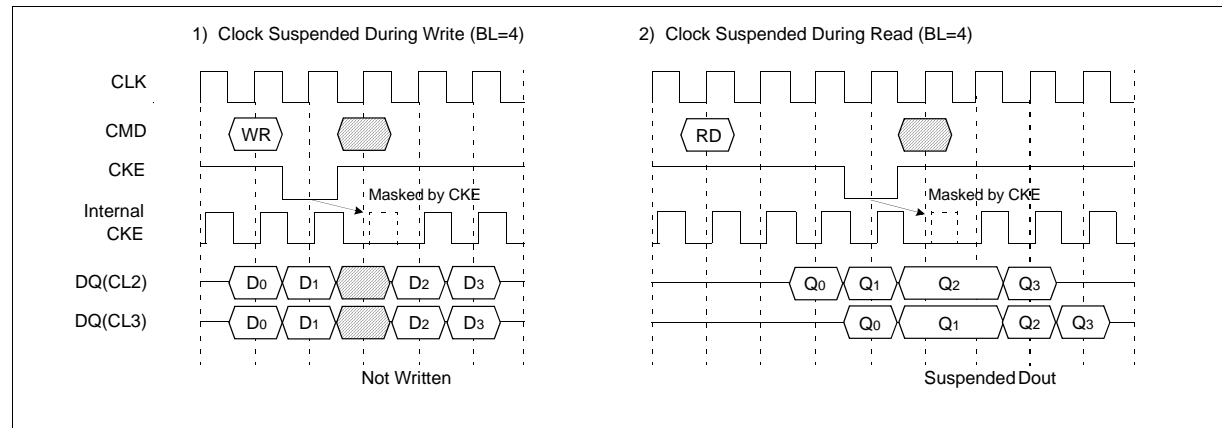 1) Clock Suspended During Write (BL=4) 2) Clock Suspended During Read (BL=4)
CLK
CMD WR RD
CKE
Masked by CKE Masked by CKE
Internal
CKE
DQ(CL2) D0 D1 D2 D3 Q0 Q1 Q2 Q3
DQ(CL3) D0 D1 D2 D3 Q0 Q1 Q2 Q3
Not Written Suspended Dout